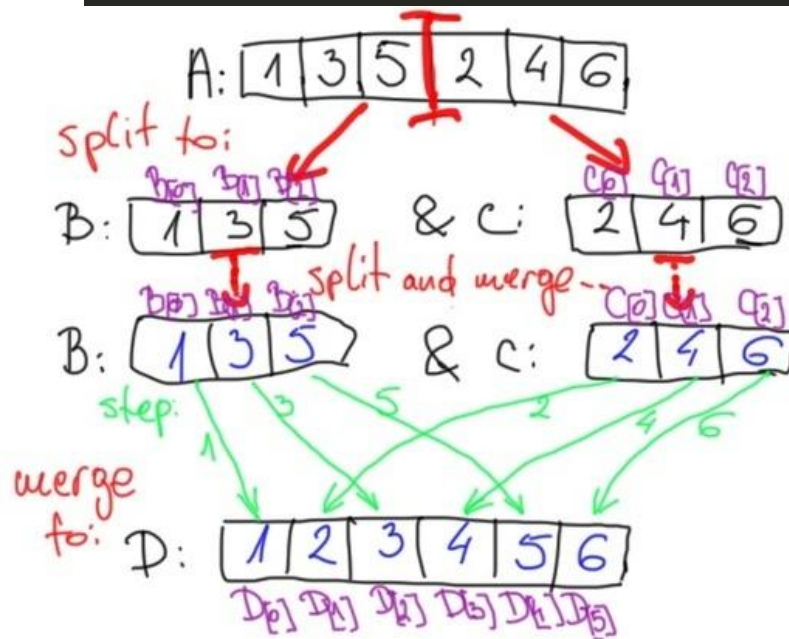 A: 1 3 5 2 4 6
split to:
B[0] B[1] B[2] C[0] C[1] C[2]
B: 1 3 5 & C: 2 4 6
split and merge...
B[0] B[1] B[2] C[0] C[1] C[2]
B: 1 3 5 & C: 2 4 6
step: 1 3 5 2 4 6
merge
to:
D: 1 2 3 4 5 6
D[0] D[1] D[2] D[3] D[4] D[5]